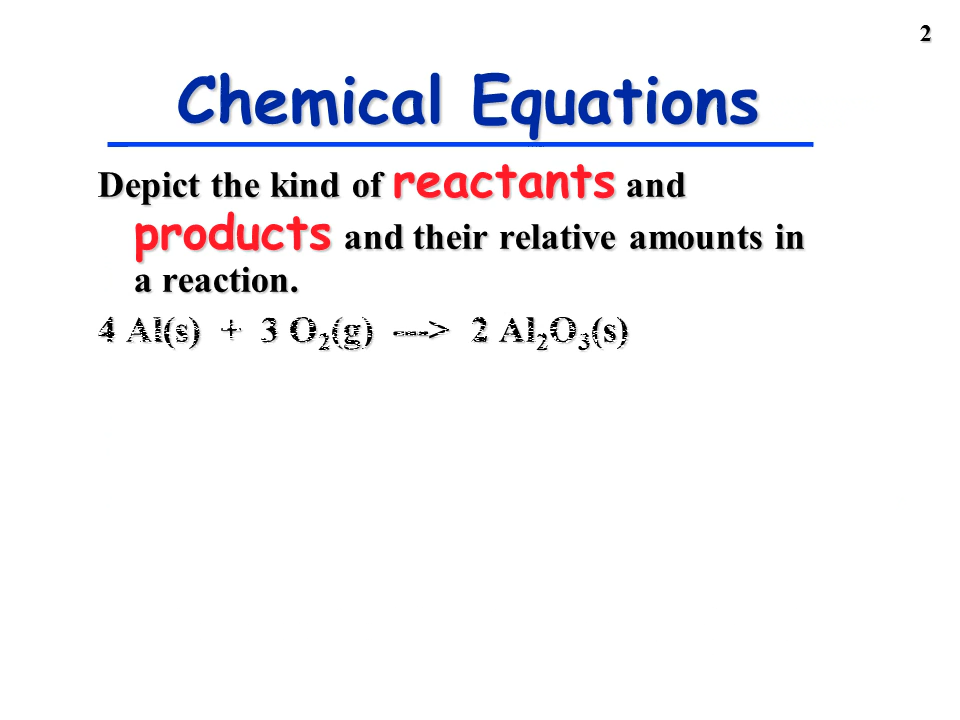 2
Chemical Equations
Depict the kind of reactants and
products and their relative amounts in
a reaction.
4 Al(s) + 3 O₂(g) ---> 2 Al₂O₃(s)